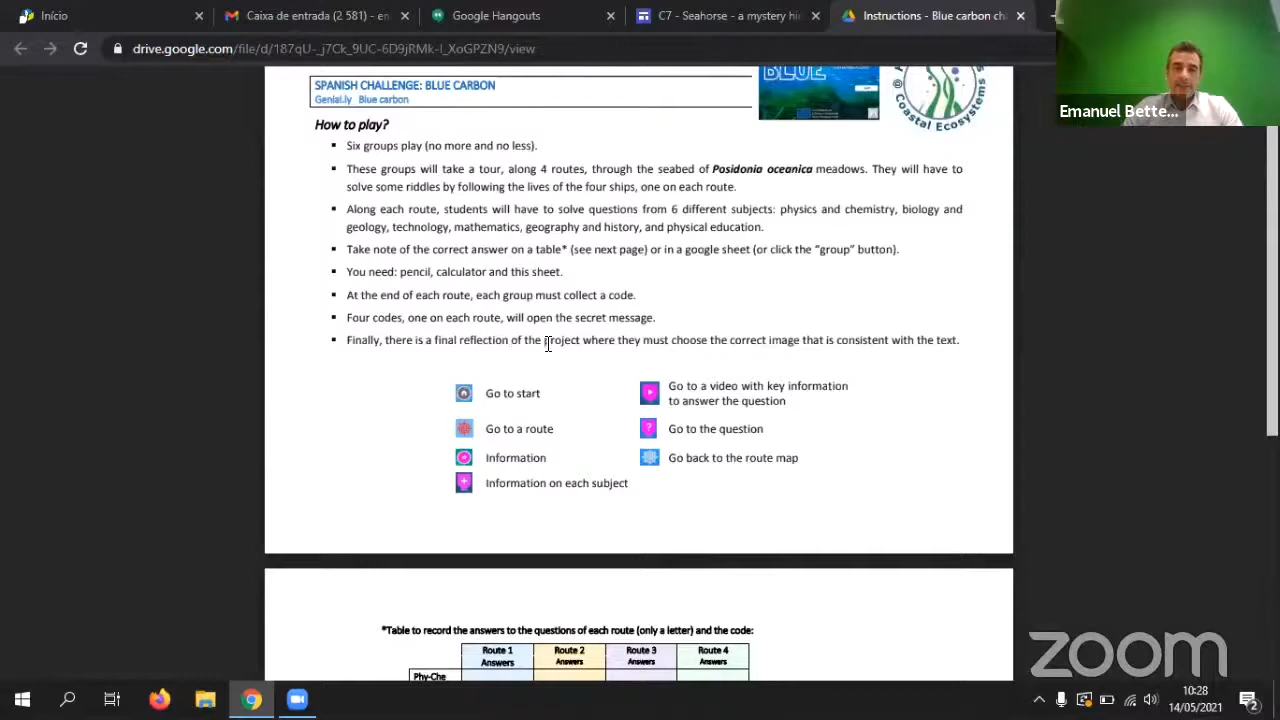 Início
Caixa de entrada (2 581) - en
Google Hangouts
C7 - Seahorse - a mystery hi
Instructions - Blue carbon ch
drive.google.com/file/d/187qU-_j7Ck_9UC-6D9jRMk-l_XoGPZN9/view
Emanuel Bette...
SPANISH CHALLENGE: BLUE CARBON
Genial.ly Blue carbon
BLUE
Coastal Ecosystems
How to play?
▪ Six groups play (no more and no less).
▪ These groups will take a tour, along 4 routes, through the seabed of Posidonia oceanica meadows. They will have to
solve some riddles by following the lives of the four ships, one on each route.
▪ Along each route, students will have to solve questions from 6 different subjects: physics and chemistry, biology and
geology, technology, mathematics, geography and history, and physical education.
▪ Take note of the correct answer on a table* (see next page) or in a google sheet (or click the “group” button).
▪ You need: pencil, calculator and this sheet.
▪ At the end of each route, each group must collect a code.
▪ Four codes, one on each route, will open the secret message.
▪ Finally, there is a final reflection of the project where they must choose the correct image that is consistent with the text.
Go to start
Go to a video with key information
to answer the question
Go to a route
Go to the question
Information
Go back to the route map
Information on each subject
*Table to record the answers to the questions of each route (only a letter) and the code:
Route 1 Route 2 Route 3 Route 4
Answers Answers Answers Answers
Phy-Che
zoom
10:28
14/05/2021
2